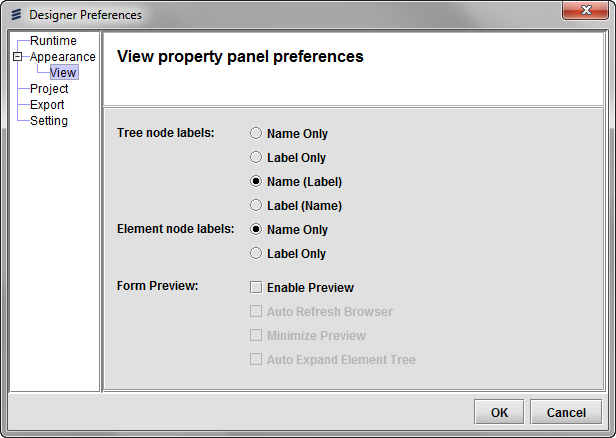 Designer Preferences
Runtime
Appearance
View
Project
Export
Setting
View property panel preferences
Tree node labels:
Name Only
Label Only
Name (Label)
Label (Name)
Element node labels:
Name Only
Label Only
Form Preview:
Enable Preview
Auto Refresh Browser
Minimize Preview
Auto Expand Element Tree
OK
Cancel